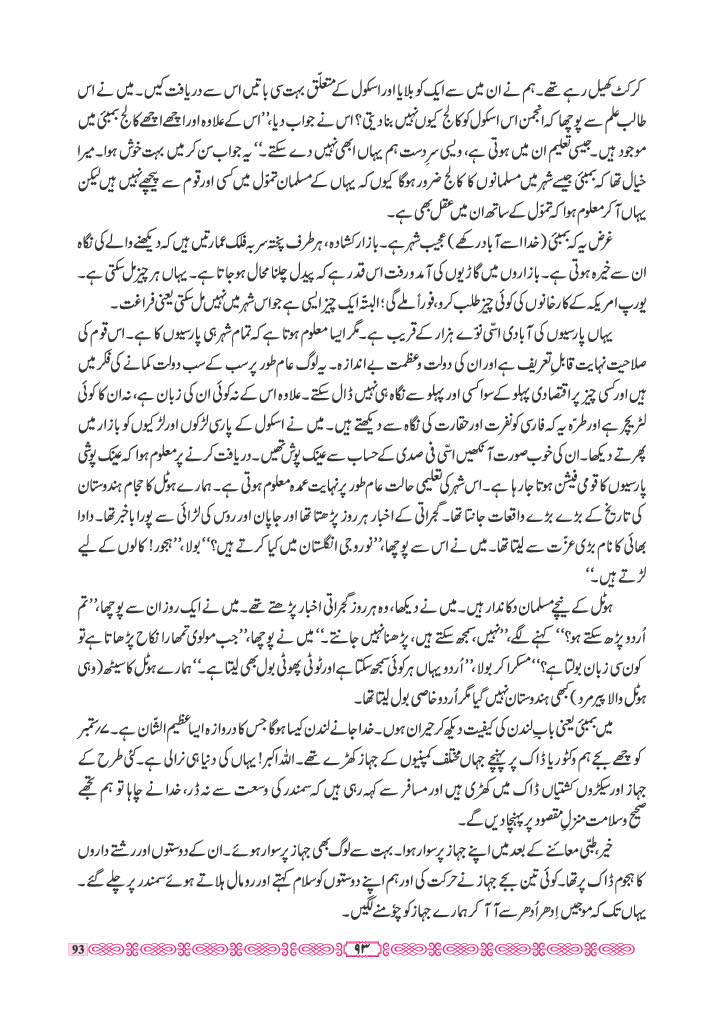 کرکٹ کھیل رہے تھے۔ ہم نے ان میں سے ایک کو بلایا اور اسکول کے متعلّق بہت سی باتیں اس سے دریافت کیں۔ میں نے اس
طالب علم سے پوچھا کہ انجمن اس اسکول کو کالج کیوں نہیں بنا دیتی؟ اس نے جواب دیا،’’اس کے علاوہ اور اچھے اچھے کالج بمبئی میں
موجود ہیں۔ جیسی تعلیم ان میں ہوتی ہے، ویسی سرِ دست ہم یہاں ابھی نہیں دے سکتے۔‘‘ یہ جواب سن کر میں بہت خوش ہوا۔ میرا
خیال تھا کہ بمبئی جیسے شہر میں مسلمانوں کا کالج ضرور ہوگا کیوں کہ یہاں کے مسلمان تموّل میں کسی اور قوم سے پیچھے نہیں ہیں لیکن
یہاں آ کر معلوم ہوا کہ تموّل کے ساتھ ان میں عقل بھی ہے۔
غرض یہ کہ بمبئی (خدا اسے آباد رکھے) عجیب شہر ہے۔ بازار کشادہ، ہر طرف پختہ سر بہ فلک عمارتیں ہیں کہ دیکھنے والے کی نگاہ
ان سے خیرہ ہوتی ہے۔ بازاروں میں گاڑیوں کی آمد و رفت اس قدر ہے کہ پیدل چلنا محال ہو جاتا ہے۔ یہاں ہر چیز مل سکتی ہے۔
یورپ امریکہ کے کارخانوں کی کوئی چیز طلب کرو، فوراً ملے گی؛ البتّہ ایک چیز ایسی ہے جو اس شہر میں نہیں مل سکتی یعنی فراغت۔
یہاں پارسیوں کی آبادی اسّی نوّے ہزار کے قریب ہے۔ مگر ایسا معلوم ہوتا ہے کہ تمام شہر ہی پارسیوں کا ہے۔ اس قوم کی
صلاحیت نہایت قابلِ تعریف ہے اور ان کی دولت و عظمت بے اندازہ۔ یہ لوگ عام طور پر سب کے سب دولت کمانے کی فکر میں
ہیں اور کسی چیز پر اقتصادی پہلو کے سوا کسی اور پہلو سے نگاہ ہی نہیں ڈال سکتے۔ علاوہ اس کے نہ کوئی ان کی زبان ہے، نہ ان کا کوئی
لٹریچر ہے اور طرّہ یہ کہ فارسی کو نفرت اور حقارت کی نگاہ سے دیکھتے ہیں۔ میں نے اسکول کے پارسی لڑکوں اور لڑکیوں کو بازار میں
پھرتے دیکھا۔ ان کی خوب صورت آنکھیں اسّی فی صدی کے حساب سے عینک پوش تھیں۔ دریافت کرنے پر معلوم ہوا کہ عینک پوشی
پارسیوں کا قومی فیشن ہوتا جا رہا ہے۔ اس شہر کی تعلیمی حالت عام طور پر نہایت عمدہ معلوم ہوتی ہے۔ ہمارے ہوٹل کا حجام ہندوستان
کی تاریخ کے بڑے بڑے واقعات جانتا تھا۔ گجراتی کے اخبار ہر روز پڑھتا تھا اور جاپان اور روس کی لڑائی سے پورا باخبر تھا۔ دادا
بھائی کا نام بڑی عزّت سے لیتا تھا۔ میں نے اس سے پوچھا،’’نوروجی انگلستان میں کیا کرتے ہیں؟‘‘ بولا،’’ہجور! کالوں کے لیے
لڑتے ہیں۔‘‘
ہوٹل کے نیچے مسلمان دکاندار ہیں۔ میں نے دیکھا، وہ ہر روز گجراتی اخبار پڑھتے تھے۔ میں نے ایک روز ان سے پوچھا،’’تم
اُردو پڑھ سکتے ہو؟‘‘ کہنے لگے،’’نہیں، سمجھ سکتے ہیں، پڑھنا نہیں جانتے۔‘‘ میں نے پوچھا،’’جب مولوی تمھارا نکاح پڑھاتا ہے تو
کون سی زبان بولتا ہے؟‘‘ مسکرا کر بولا،’’اُردو یہاں ہر کوئی سمجھ سکتا ہے اور ٹوٹی پھوٹی بول بھی لیتا ہے۔‘‘ ہمارے ہوٹل کا سیٹھ (وہی
ہوٹل والا پیر مرد) کبھی ہندوستان نہیں گیا مگر اُردو خاصی بول لیتا تھا۔
میں بمبئی یعنی بابِ لندن کی کیفیت دیکھ کر حیران ہوں۔ خدا جانے لندن کیسا ہوگا جس کا دروازہ ایسا عظیم الشّان ہے۔ ۷ستمبر
کو چھے بجے ہم وکٹوریا ڈاک پر پہنچے جہاں مختلف کمپنیوں کے جہاز کھڑے تھے۔ اللہ اکبر! یہاں کی دنیا ہی نرالی ہے۔ کئی طرح کے
جہاز اور سیکڑوں کشتیاں ڈاک میں کھڑی ہیں اور مسافر سے کہہ رہی ہیں کہ سمندر کی وسعت سے نہ ڈر، خدا نے چاہا تو ہم تجھے
صحیح و سلامت منزلِ مقصود پر پہنچا دیں گے۔
خیر، طبّی معائنے کے بعد میں اپنے جہاز پر سوار ہوا۔ بہت سے لوگ بھی جہاز پر سوار ہوئے۔ ان کے دوستوں اور رشتے داروں
کا ہجوم ڈاک پر تھا۔ کوئی تین بجے جہاز نے حرکت کی اور ہم اپنے دوستوں کو سلام کہتے اور رومال ہلاتے ہوئے سمندر پر چلے گئے۔
یہاں تک کہ موجیں اِدھر اُدھر سے آ آ کر ہمارے جہاز کو چوٗمنے لگیں۔
۹۳
93